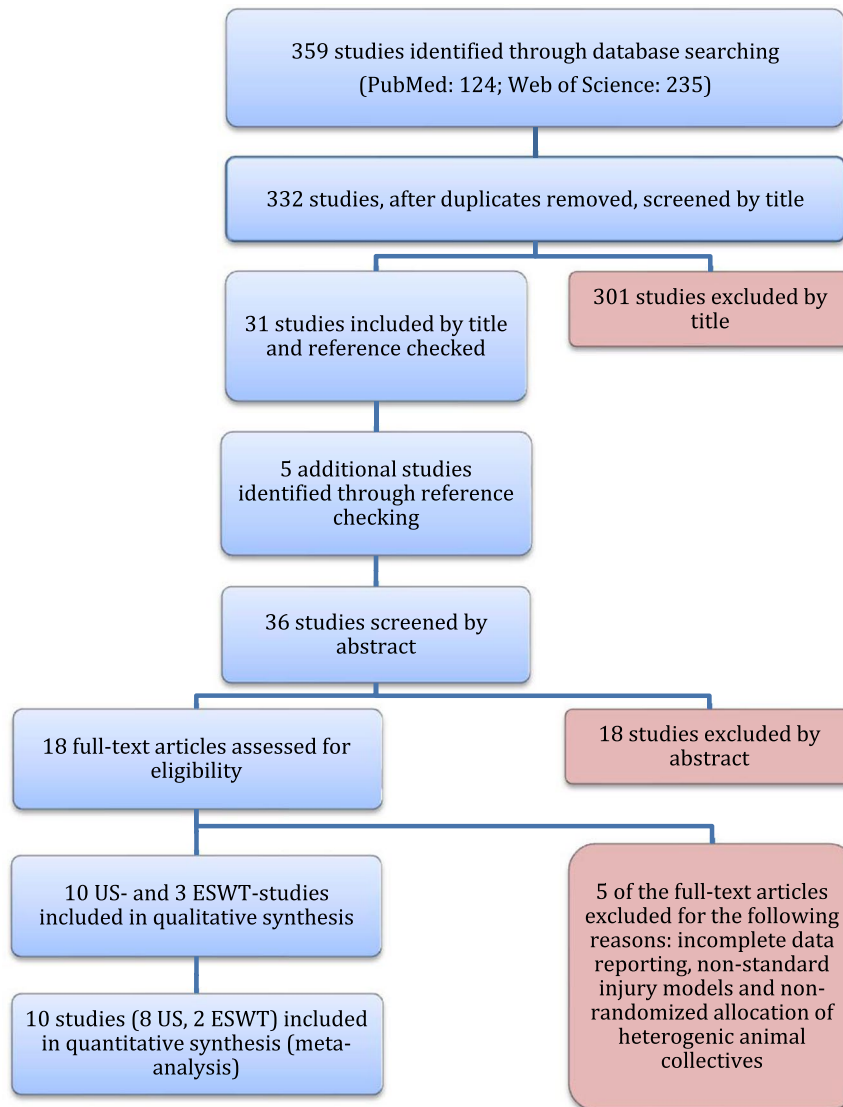 359 studies identified through database searching
(PubMed: 124; Web of Science: 235)
332 studies, after duplicates removed, screened by title
31 studies included by title
and reference checked
301 studies excluded by
title
5 additional studies
identified through reference
checking
36 studies screened by
abstract
18 full-text articles assessed for
eligibility
18 studies excluded by
abstract
10 US- and 3 ESWT-studies
included in qualitative synthesis
5 of the full-text articles
excluded for the following
reasons: incomplete data
reporting, non-standard
injury models and non-
randomized allocation of
heterogenic animal
collectives
10 studies (8 US, 2 ESWT) included
in quantitative synthesis (meta-
analysis)